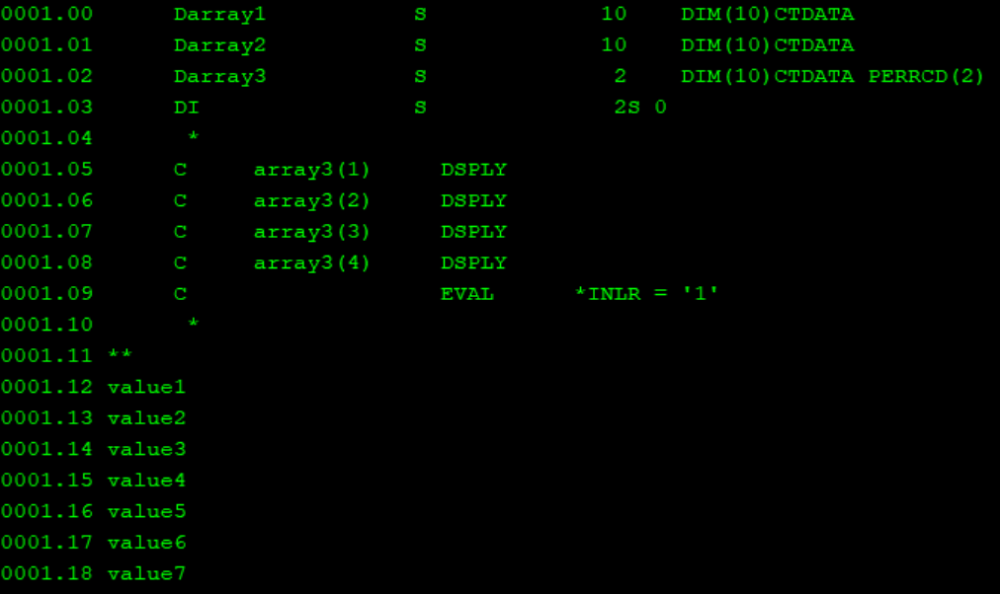 0001.00      Darray1           S             10    DIM(10)CTDATA
0001.01      Darray2           S             10    DIM(10)CTDATA
0001.02      Darray3           S              2    DIM(10)CTDATA PERRCD(2)
0001.03      DI                S              2S 0
0001.04       *
0001.05      C     array3(1)     DSPLY
0001.06      C     array3(2)     DSPLY
0001.07      C     array3(3)     DSPLY
0001.08      C     array3(4)     DSPLY
0001.09      C                   EVAL      *INLR = '1'
0001.10       *
0001.11 **
0001.12 value1
0001.13 value2
0001.14 value3
0001.15 value4
0001.16 value5
0001.17 value6
0001.18 value7